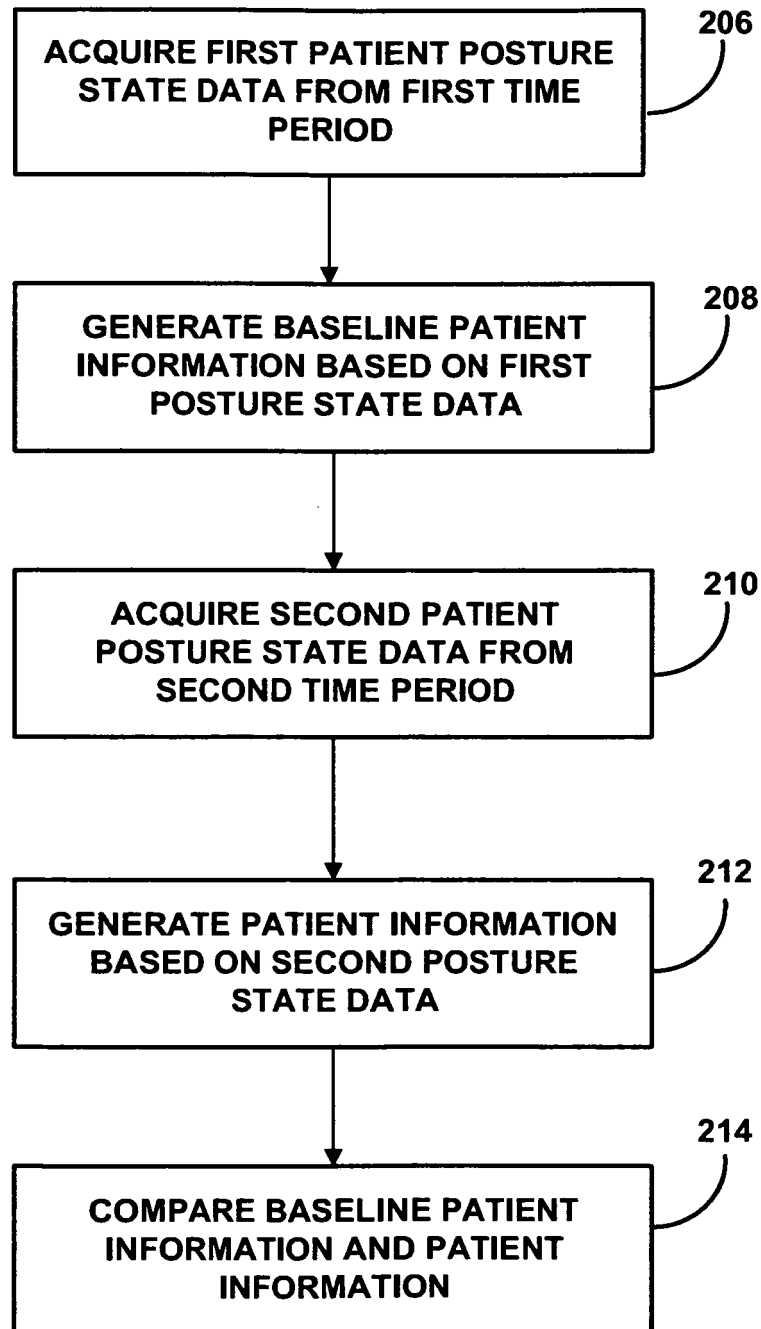 206
ACQUIRE FIRST PATIENT POSTURE
STATE DATA FROM FIRST TIME
PERIOD
208
GENERATE BASELINE PATIENT
INFORMATION BASED ON FIRST
POSTURE STATE DATA
210
ACQUIRE SECOND PATIENT
POSTURE STATE DATA FROM
SECOND TIME PERIOD
212
GENERATE PATIENT INFORMATION
BASED ON SECOND POSTURE
STATE DATA
214
COMPARE BASELINE PATIENT
INFORMATION AND PATIENT
INFORMATION